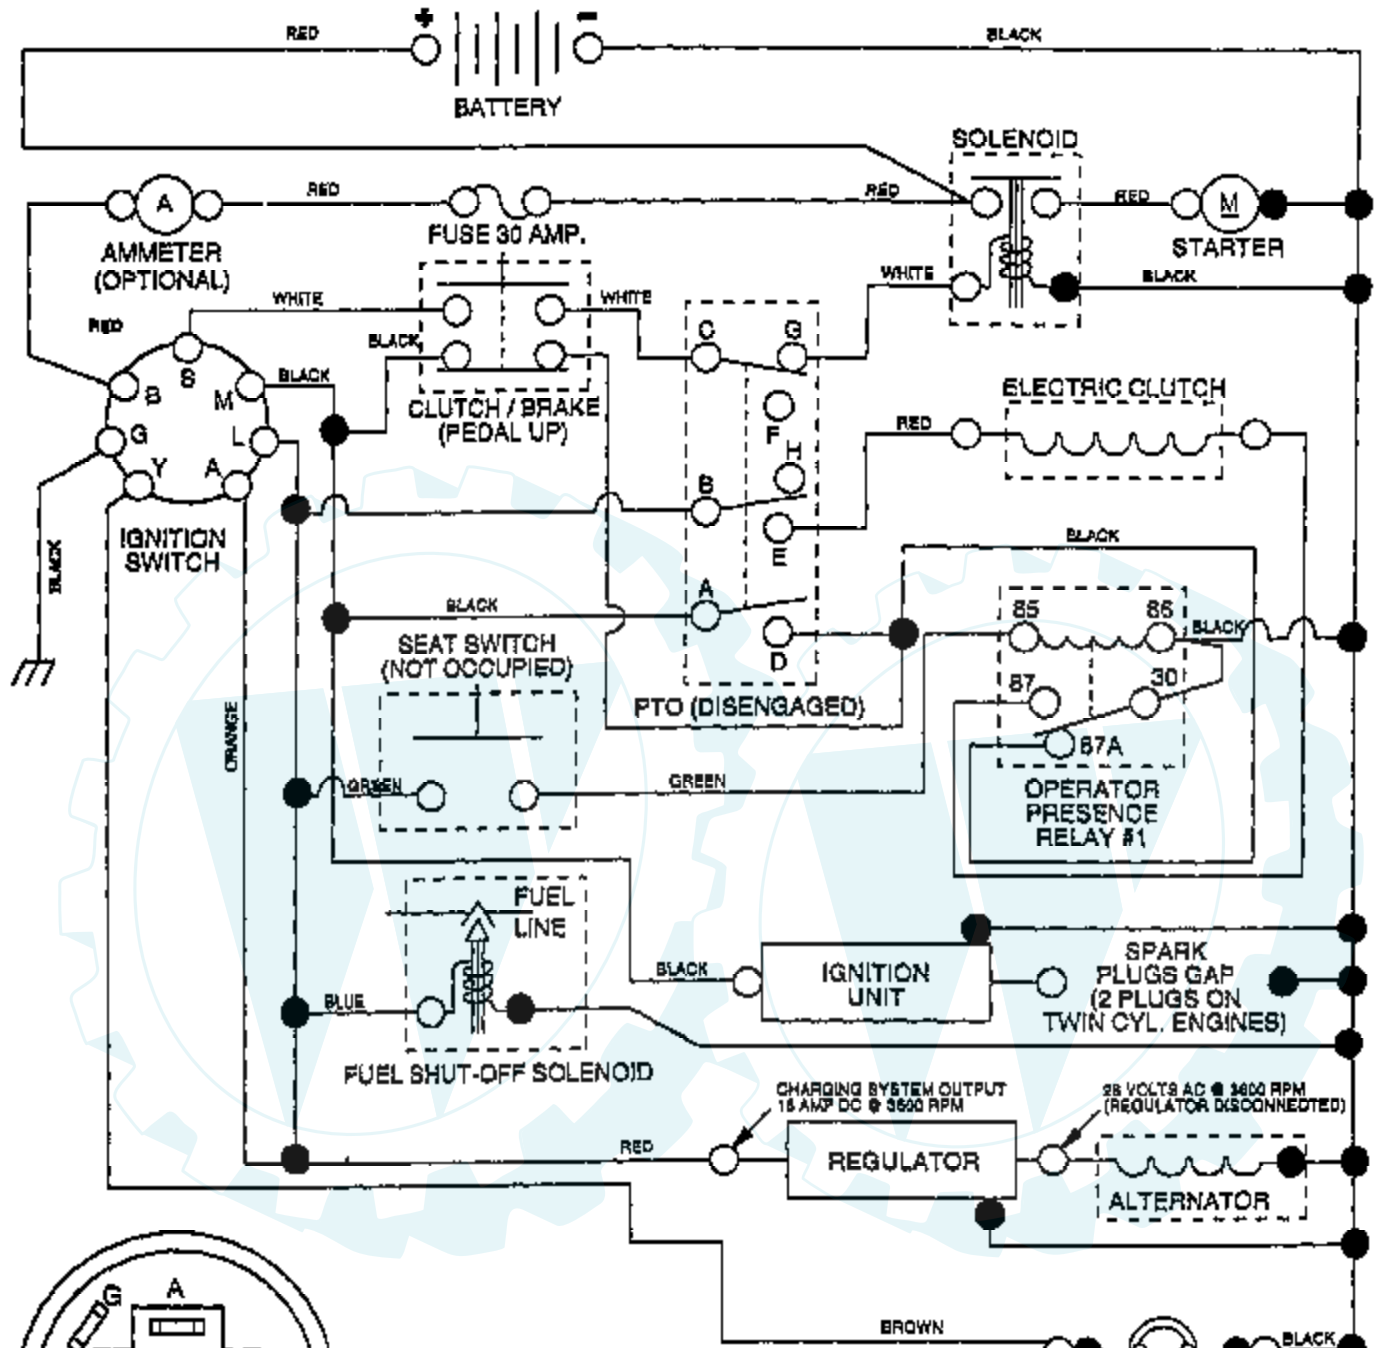 + -
RED
BLACK
BATTERY
SOLENOID
A
RED
RED
RED
M
AMMETER
(OPTIONAL)
FUSE 30 AMP.
STARTER
WHITE
BLACK
WHITE
WHITE
RED
BLACK
C
G
S
BLACK
B
M
ELECTRIC CLUTCH
CLUTCH / BRAKE
(PEDAL UP)
F
RED
G
L
H
Y
A
B
IGNITION
SWITCH
BLACK
E
BLACK
A
BLACK
85
86
BLACK
SEAT SWITCH
(NOT OCCUPIED)
D
87
30
ORANGE
PTO (DISENGAGED)
87A
GREEN
GREEN
OPERATOR
PRESENCE
RELAY #1
FUEL
LINE
BLACK
IGNITION
UNIT
SPARK
PLUGS GAP
(2 PLUGS ON
TWIN CYL. ENGINES)
BLUE
FUEL SHUT-OFF SOLENOID
CHARGING SYSTEM OUTPUT
15 AMP DC @ 3600 RPM
28 VOLTS AC @ 3600 RPM
(REGULATOR DISCONNECTED)
RED
REGULATOR
ALTERNATOR
G
A
BROWN
BLACK